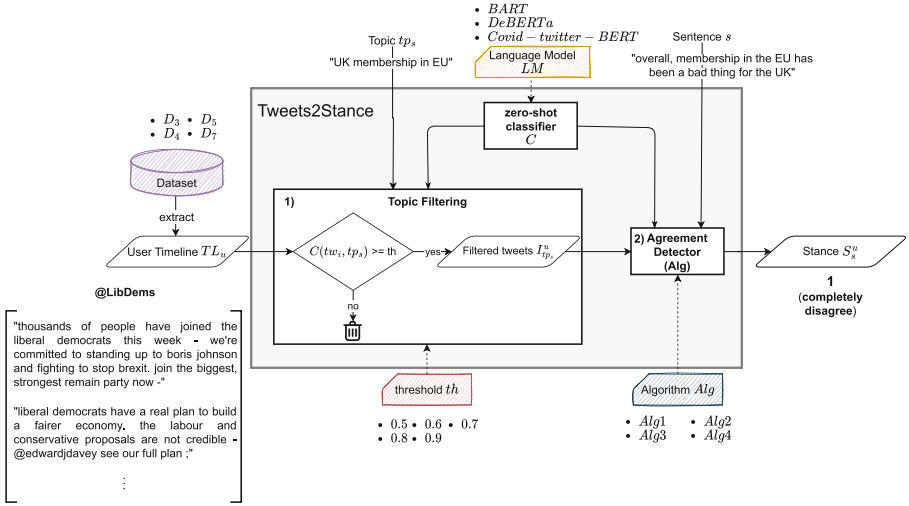 • BART
• DeBERTa
• Covid – twitter – BERT
Topic tpₛ
"UK membership in EU"
Language Model
LM
Sentence s
"overall, membership in the EU has
been a bad thing for the UK"
Tweets2Stance
zero-shot
classifier
C
• D₃ • D₅
• D₄ • D₇
Dataset
extract
User Timeline TLᵤ
1) Topic Filtering
C(twᵢ, tpₛ) >= th
yes
no
Filtered tweets I^u_{tpₛ}
2) Agreement
Detector
(Alg)
Stance S^u_s
1
(completely
disagree)
@LibDems
"thousands of people have joined the
liberal democrats this week - we're
committed to standing up to boris johnson
and fighting to stop brexit. join the biggest,
strongest remain party now -"
"liberal democrats have a real plan to build
a fairer economy. the labour and
conservative proposals are not credible -
@edwardjdavey see our full plan ;"
⋮
threshold th
• 0.5 • 0.6 • 0.7
• 0.8 • 0.9
Algorithm Alg
• Alg1 • Alg2
• Alg3 • Alg4